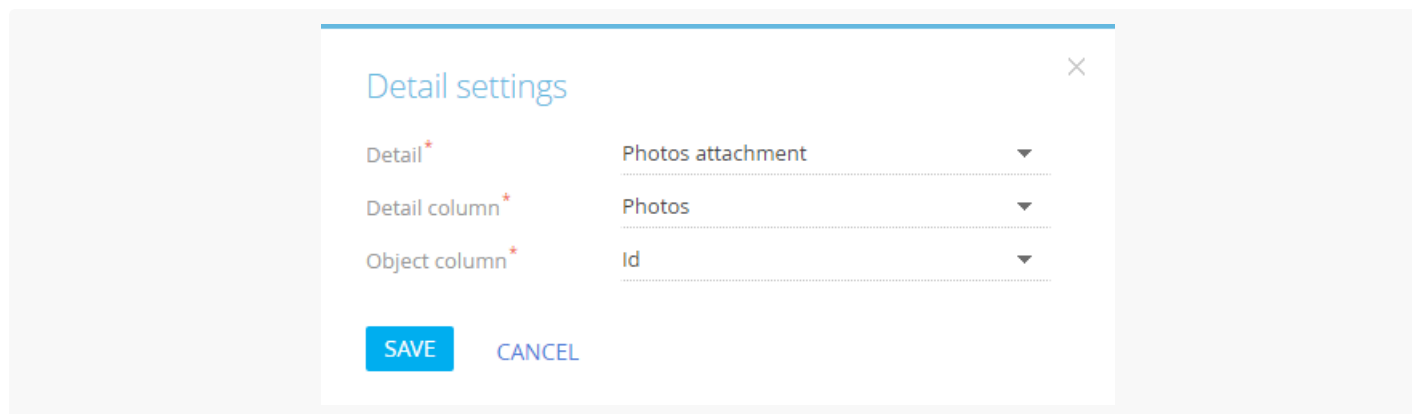 Detail settings
Detail* Photos attachment
Detail column* Photos
Object column* Id
SAVE CANCEL